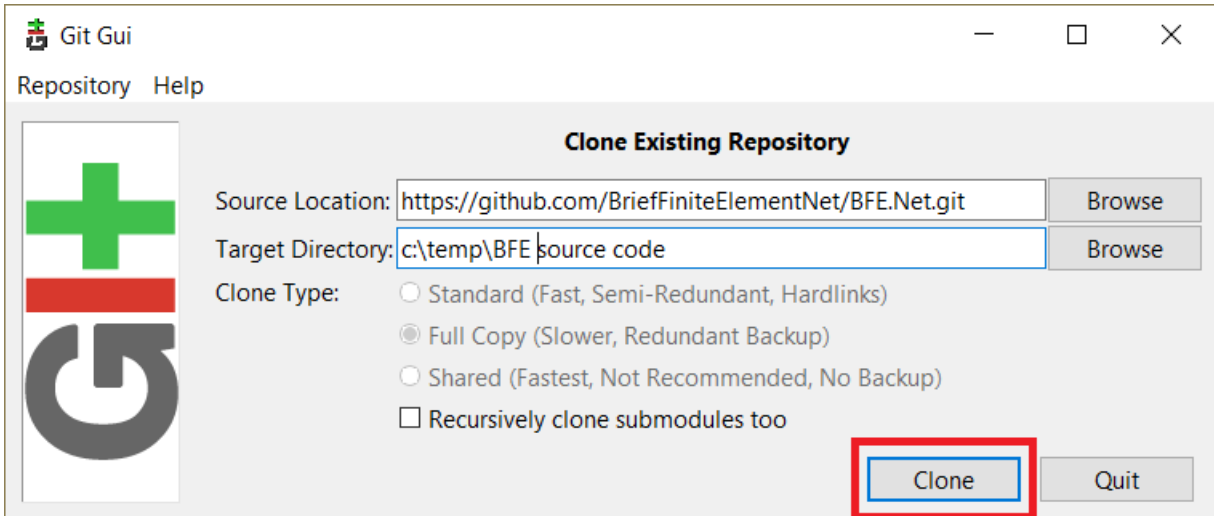 Git Gui
Repository Help
Clone Existing Repository
Source Location: https://github.com/BriefFiniteElementNet/BFE.Net.git Browse
Target Directory: c:\temp\BFE source code Browse
Clone Type: Standard (Fast, Semi-Redundant, Hardlinks)
Full Copy (Slower, Redundant Backup)
Shared (Fastest, Not Recommended, No Backup)
Recursively clone submodules too
Clone Quit
GIT